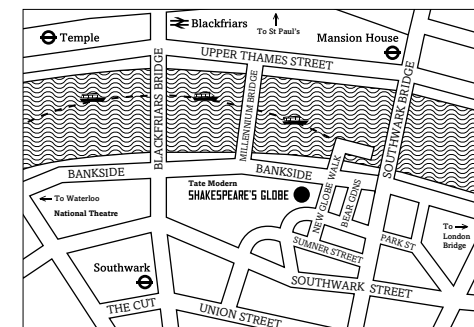 Temple
Blackfriars
To St Paul's
Mansion House
UPPER THAMES STREET
BLACKFRIARS BRIDGE
MILLENNIUM BRIDGE
SOUTHWARK BRIDGE
BANKSIDE
BANKSIDE
Tate Modern
SHAKESPEARE'S GLOBE
NEW GLOBE WALK
BEAR GDNS
To Waterloo
National Theatre
To
London
Bridge
PARK ST
SUMNER STREET
Southwark
SOUTHWARK STREET
THE CUT
UNION STREET